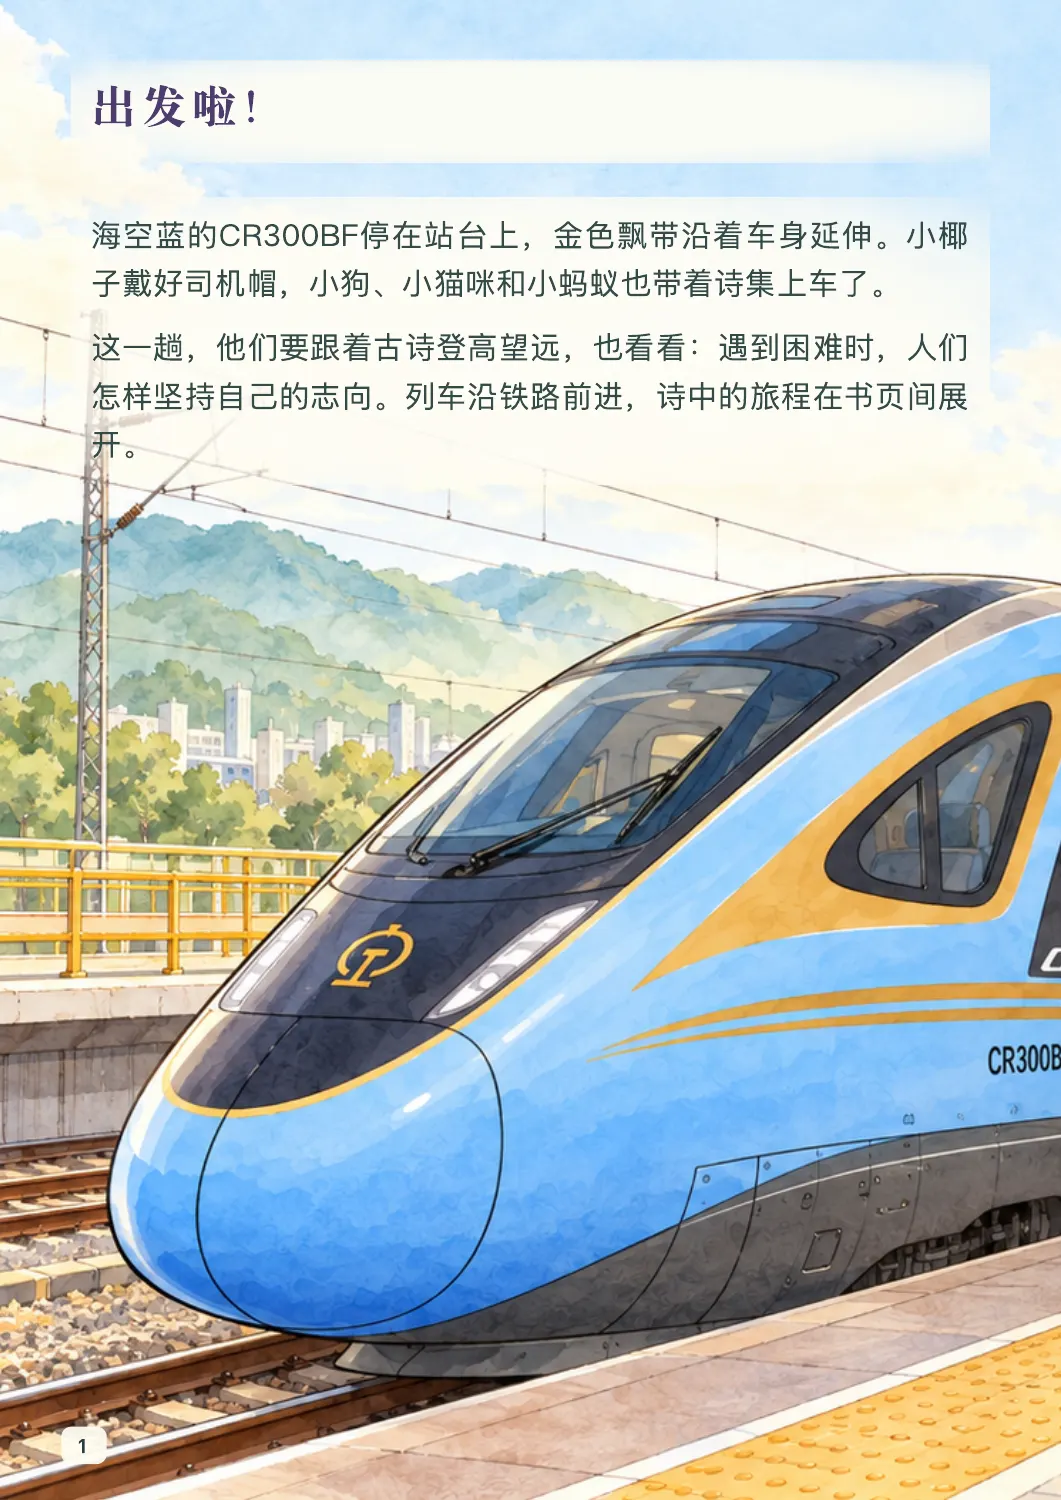 出发啦！
海空蓝的CR300BF停在站台上，金色飘带沿着车身延伸。小椰
子戴好司机帽，小狗、小猫咪和小蚂蚁也带着诗集上车了。
这一趟，他们要跟着古诗登高望远，也看看：遇到困难时，人们
怎样坚持自己的志向。列车沿铁路前进，诗中的旅程在书页间展
开。
CR300B
1